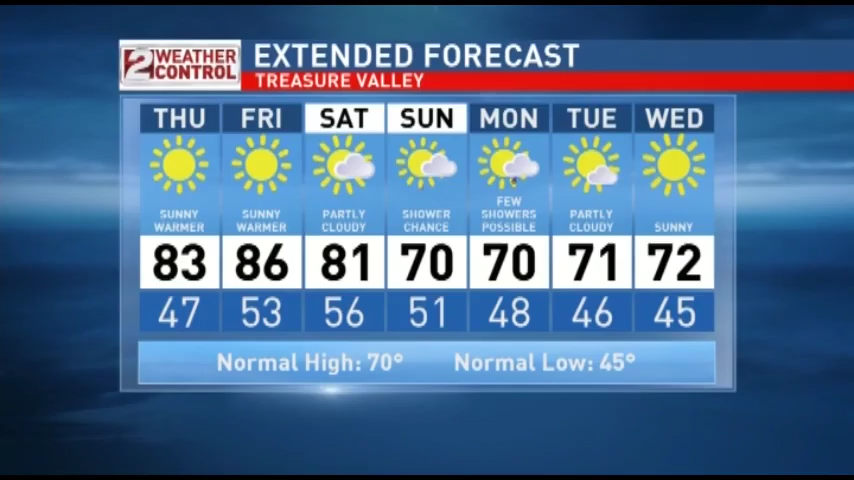 2 WEATHER
CONTROL
EXTENDED FORECAST
TREASURE VALLEY
THU FRI SAT SUN MON TUE WED
SUNNY
WARMER
SUNNY
WARMER
PARTLY
CLOUDY
SHOWER
CHANCE
FEW
SHOWERS
POSSIBLE
PARTLY
CLOUDY
SUNNY
83 86 81 70 70 71 72
47 53 56 51 48 46 45
Normal High: 70° Normal Low: 45°